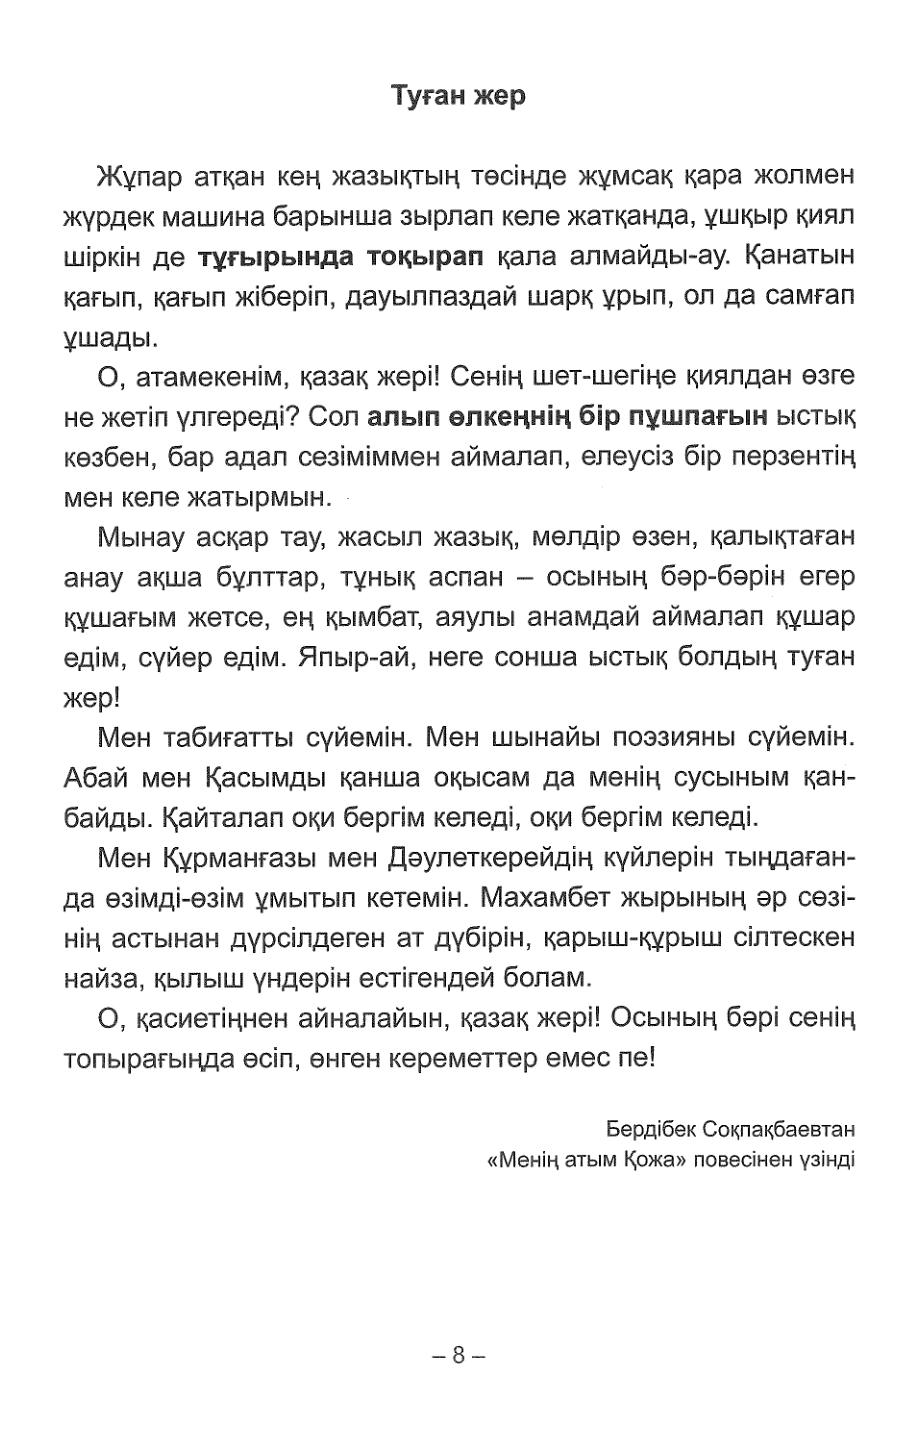 Туған жер
Жұпар атқан кең жазықтың төсінде жұмсақ қара жолмен
жүрдек машина барынша зырлап келе жатқанда, ұшқыр қиял
шіркін де тұғырында тоқырап қала алмайды-ау. Қанатын
қағып, қағып жіберіп, дауылпаздай шарқ ұрып, ол да самғап
ұшады.
О, атамекенім, қазақ жері! Сенің шет-шегіңе қиялдан өзге
не жетіп үлгереді? Сол алып өлкеңнің бір пұшпағын ыстық
көзбен, бар адал сезіміммен аймалап, елеусіз бір перзентің
мен келе жатырмын.
Мынау асқар тау, жасыл жазық, мөлдір өзен, қалықтаған
анау ақша бұлттар, тұнық аспан – осының бәр-бәрін егер
құшағым жетсе, ең қымбат, аяулы анамдай аймалап құшар
едім, сүйер едім. Япыр-ай, неге сонша ыстық болдың туған
жер!
Мен табиғатты сүйемін. Мен шынайы поэзияны сүйемін.
Абай мен Қасымды қанша оқысам да менің сусыным қан-
байды. Қайталап оқи бергім келеді, оқи бергім келеді.
Мен Құрманғазы мен Дәулеткерейдің күйлерін тыңдаған-
да өзімді-өзім ұмытып кетемін. Махамбет жырының әр сөзі-
нің астынан дүрсілдеген ат дүбірін, қарыш-құрыш сілтескен
найза, қылыш үндерін естігендей болам.
О, қасиетіңнен айналайын, қазақ жері! Осының бәрі сенің
топырағыңда өсіп, өнген кереметтер емес пе!
Бердібек Соқпақбаевтан
«Менің атым Қожа» повесінен үзінді
– 8 –